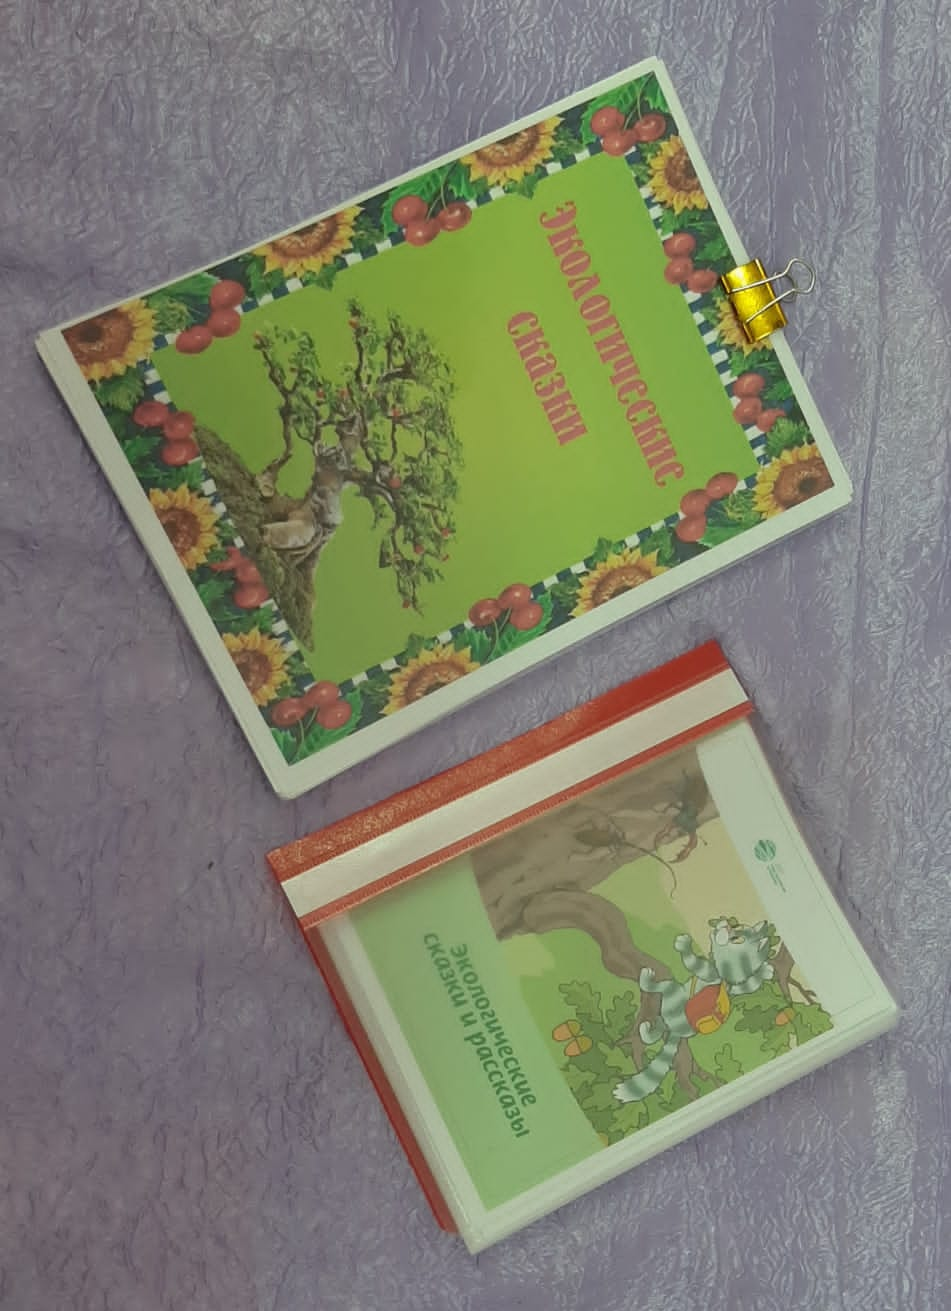 Экологические
сказки
экологические
сказки и рассказы